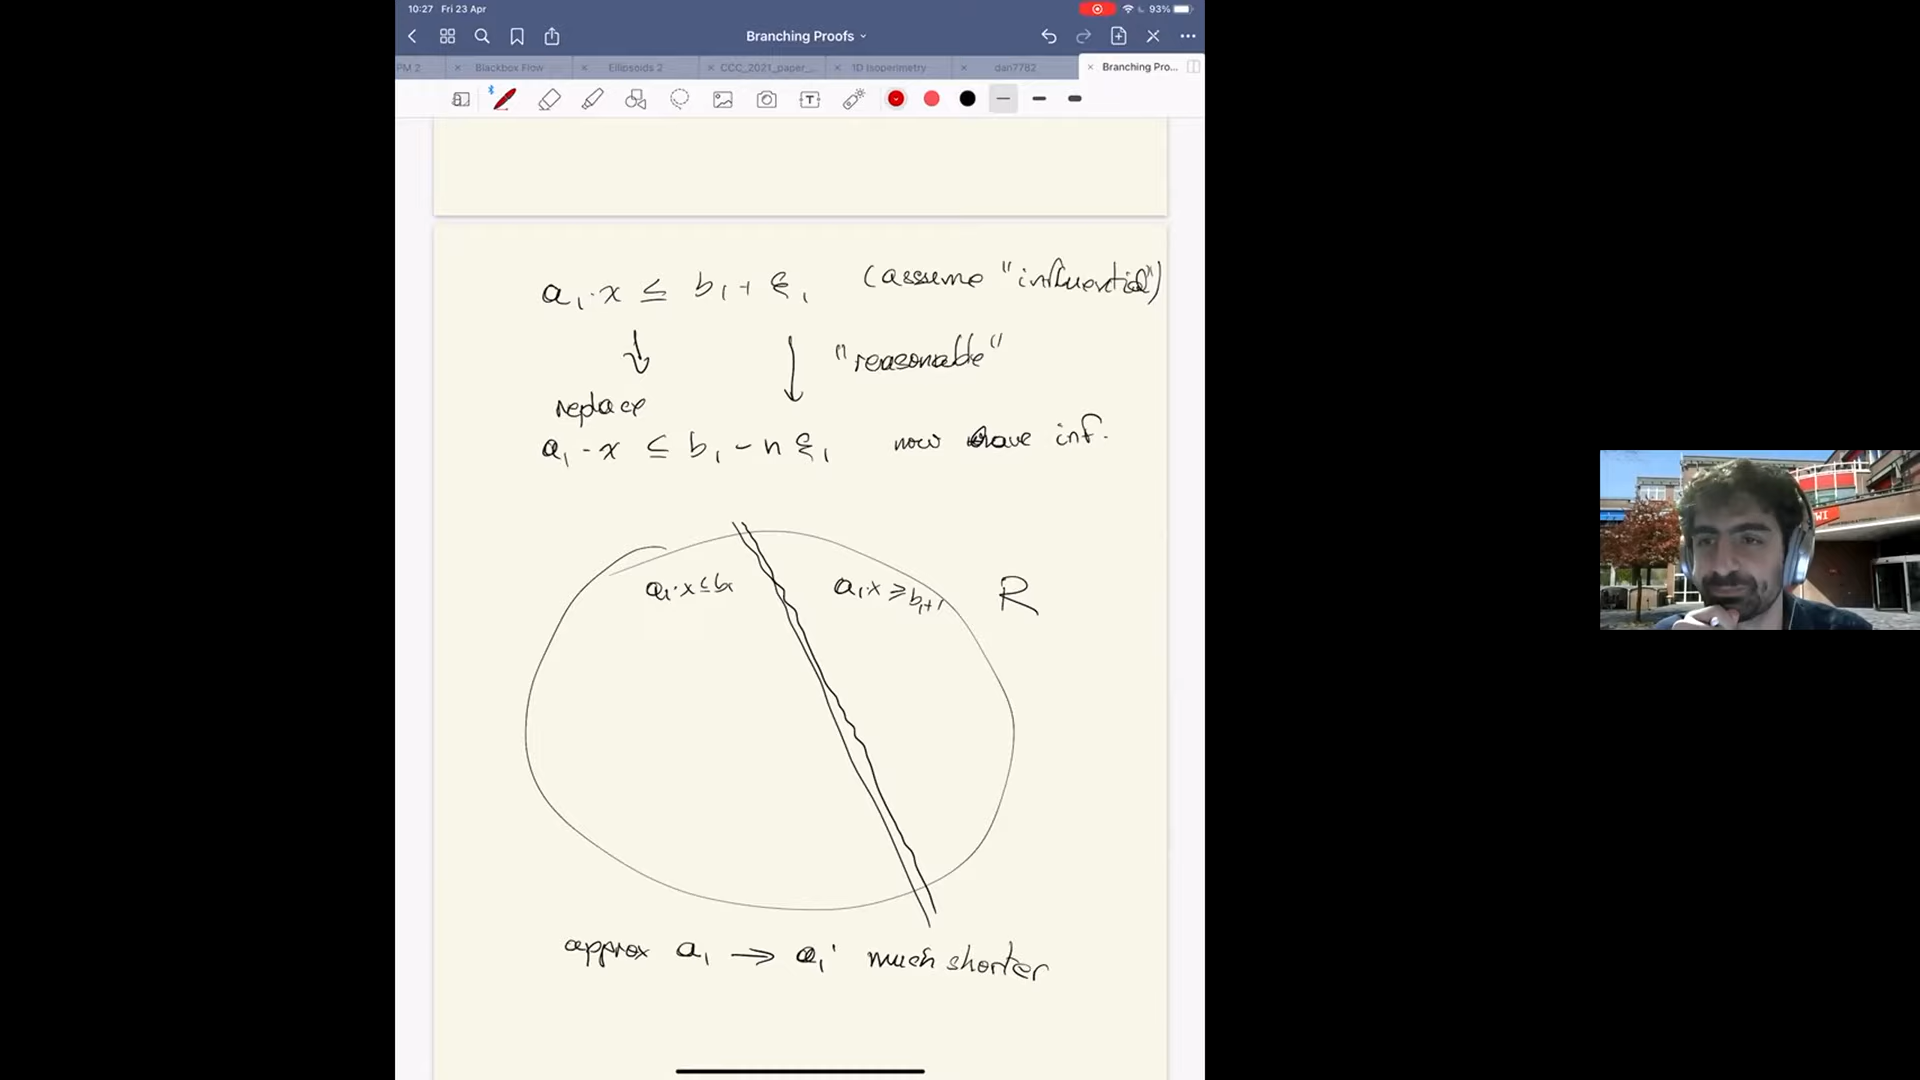 10:27 Fri 23 Apr
93%
Branching Proofs
PM 2
Blackbox Flow
Ellipsoids 2
CCC_2021_paper_...
1D Isoperimetry
dan7782
Branching Pro...
a₁·x ≤ b₁ + ε₁ (assume "influential")
"reasonable"
replace
a₁·x ≤ b₁ - n ε₁ now have inf.
a₁·x ≤ b₁
a₁·x ≥ b₁+1
R
approx a₁ → a₁' much shorter